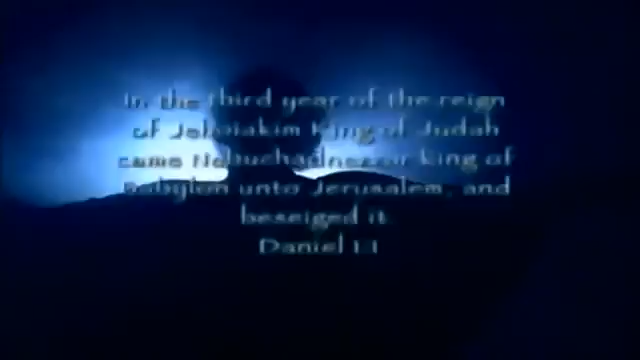 In the third year of the reign
of Jehoiakim King of Judah
came Nebuchadnezzar king of
Babylon unto Jerusalem, and
beseiged it.
Daniel 1:1